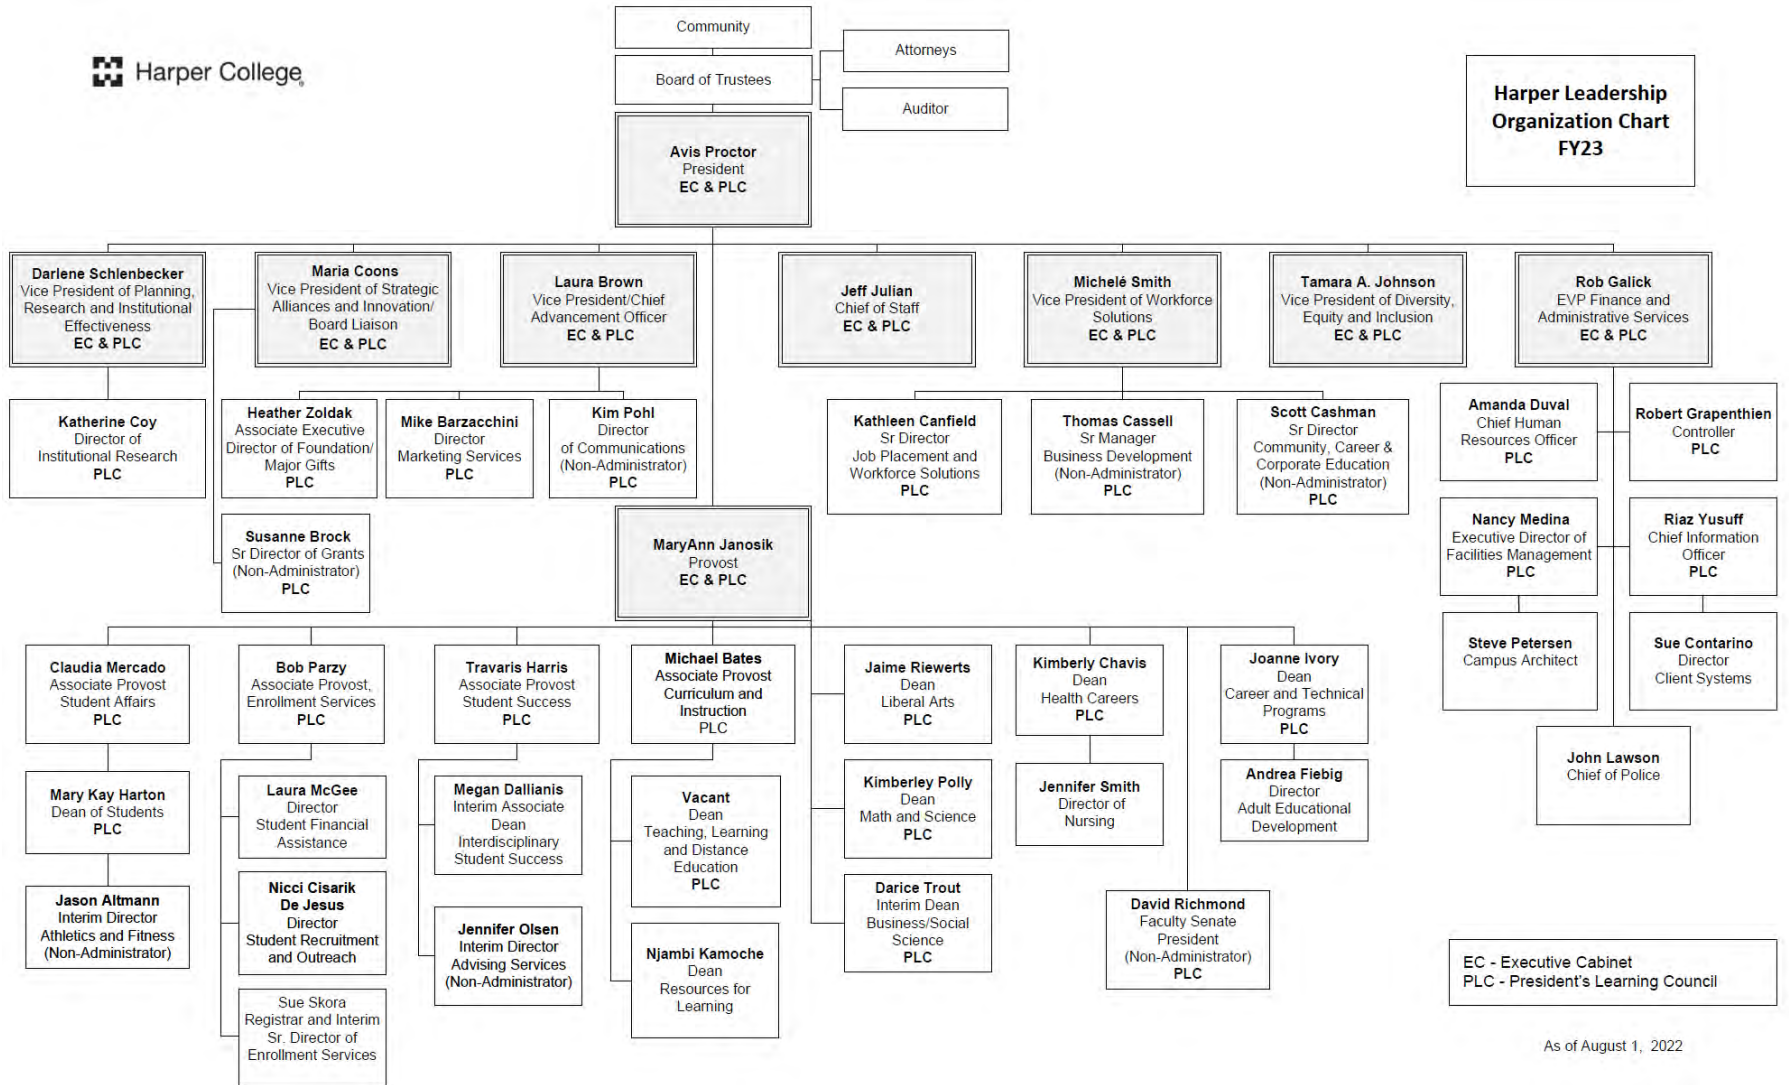 Community
Attorneys
Harper College
Board of Trustees
Auditor
Harper Leadership
Organization Chart
FY23
Avis Proctor
President
EC & PLC
Darlene Schlenbecker
Vice President of Planning,
Research and Institutional
Effectiveness
EC & PLC
Maria Coons
Vice President of Strategic
Alliances and Innovation/
Board Liaison
EC & PLC
Laura Brown
Vice President/Chief
Advancement Officer
EC & PLC
Jeff Julian
Chief of Staff
EC & PLC
Michelé Smith
Vice President of Workforce
Solutions
EC & PLC
Tamara A. Johnson
Vice President of Diversity,
Equity and Inclusion
EC & PLC
Rob Galick
EVP Finance and
Administrative Services
EC & PLC
Katherine Coy
Director of
Institutional Research
PLC
Heather Zoldak
Associate Executive
Director of Foundation/
Major Gifts
PLC
Mike Barzacchini
Director
Marketing Services
PLC
Kim Pohl
Director
of Communications
(Non-Administrator)
PLC
Kathleen Canfield
Sr Director
Job Placement and
Workforce Solutions
PLC
Thomas Cassell
Sr Manager
Business Development
(Non-Administrator)
PLC
Scott Cashman
Sr Director
Community, Career &
Corporate Education
(Non-Administrator)
PLC
Amanda Duval
Chief Human
Resources Officer
PLC
Robert Grapenthien
Controller
PLC
Susanne Brock
Sr Director of Grants
(Non-Administrator)
PLC
MaryAnn Janosik
Provost
EC & PLC
Nancy Medina
Executive Director of
Facilities Management
PLC
Riaz Yusuff
Chief Information
Officer
PLC
Steve Petersen
Campus Architect
Sue Contarino
Director
Client Systems
John Lawson
Chief of Police
Claudia Mercado
Associate Provost
Student Affairs
PLC
Bob Parzy
Associate Provost,
Enrollment Services
PLC
Travaris Harris
Associate Provost
Student Success
PLC
Michael Bates
Associate Provost
Curriculum and
Instruction
PLC
Jaime Riewerts
Dean
Liberal Arts
PLC
Kimberly Chavis
Dean
Health Careers
PLC
Joanne Ivory
Dean
Career and Technical
Programs
PLC
Mary Kay Harton
Dean of Students
PLC
Laura McGee
Director
Student Financial
Assistance
Megan Dallianis
Interim Associate
Dean
Interdisciplinary
Student Success
Vacant
Dean
Teaching, Learning
and Distance
Education
PLC
Kimberley Polly
Dean
Math and Science
PLC
Jennifer Smith
Director of
Nursing
Andrea Fiebig
Director
Adult Educational
Development
Jason Altmann
Interim Director
Athletics and Fitness
(Non-Administrator)
Nicci Cisarik
De Jesus
Director
Student Recruitment
and Outreach
Jennifer Olsen
Interim Director
Advising Services
(Non-Administrator)
Njambi Kamoche
Dean
Resources for
Learning
Darice Trout
Interim Dean
Business/Social
Science
PLC
David Richmond
Faculty Senate
President
(Non-Administrator)
PLC
Sue Skora
Registrar and Interim
Sr. Director of
Enrollment Services
EC - Executive Cabinet
PLC - President's Learning Council
As of August 1, 2022